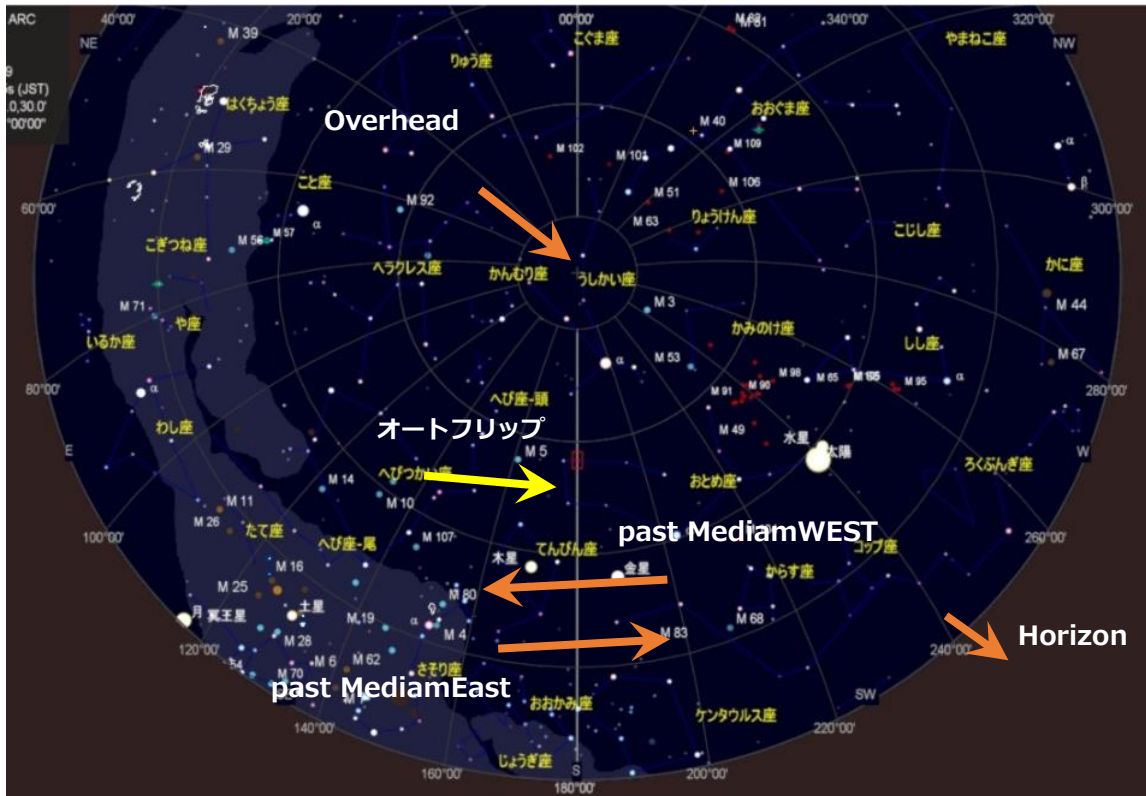 ARC
40°00'
20°00'
00°00'
340°00'
320°00'
NE
M 39
こぐま座
M 81
やまねこ座
NW
りゅう座
9
os (JST)
.0,30.0'
°00'00"
はくちょう座
Overhead
おおぐま座
M 40
M 29
M 102
M 101
M 109
α
こと座
M 51
M 106
β
60°00'
M 92
α
M 63
りょうけん座
300°00'
こぎつね座
M 56
M 57
こじし座
ヘラクレス座
かんむり座
うしかい座
かに座
M 71
M 3
M 44
や座
かみのけ座
いるか座
しし座
M 53
M 67
80°00'
α
α
M 91
M 90
M 98
M 65
M 95
α
280°00'
へび座-頭
わし座
オートフリップ
M 49
水星
太陽
E
M 5
W
へびつかい座
ろくぶんぎ座
M 14
おとめ座
M 10
M 11
M 26
たて座
past MediamWEST
100°00'
へび座-尾
M 107
てんびん座
コップ座
260°00'
M 16
木星
金星
からす座
M 25
M 80
月
冥王星
土星
M 19
α
M 4
M 83
M 68
Horizon
120°00'
M 28
240°00'
54
M 6
M 62
さそり座
M 70
past MediamEast
M 7
おおかみ座
SW
ケンタウルス座
140°00'
220°00'
じょうぎ座
160°00'
S
200°00'
180°00'